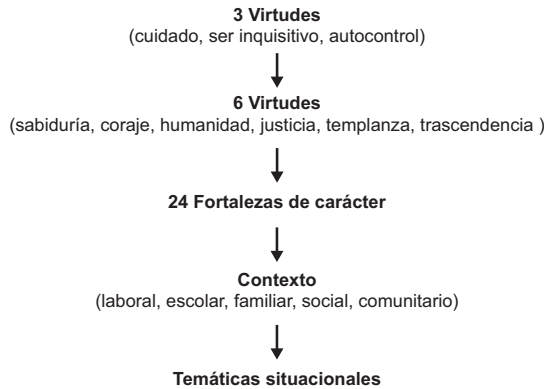 3 Virtudes
(cuidado, ser inquisitivo, autocontrol)
6 Virtudes
(sabiduría, coraje, humanidad, justicia, templanza, trascendencia )
24 Fortalezas de carácter
Contexto
(laboral, escolar, familiar, social, comunitario)
Temáticas situacionales